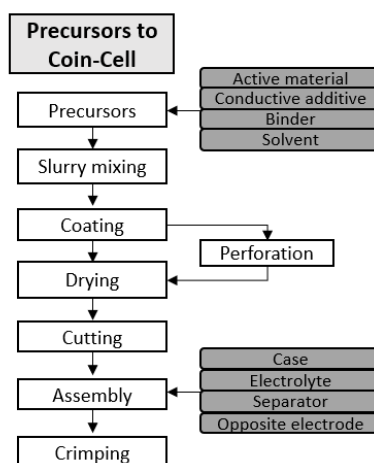 Precursors to
Coin-Cell
Active material
Conductive additive
Binder
Solvent
Precursors
Slurry mixing
Coating
Perforation
Drying
Cutting
Case
Electrolyte
Separator
Opposite electrode
Assembly
Crimping